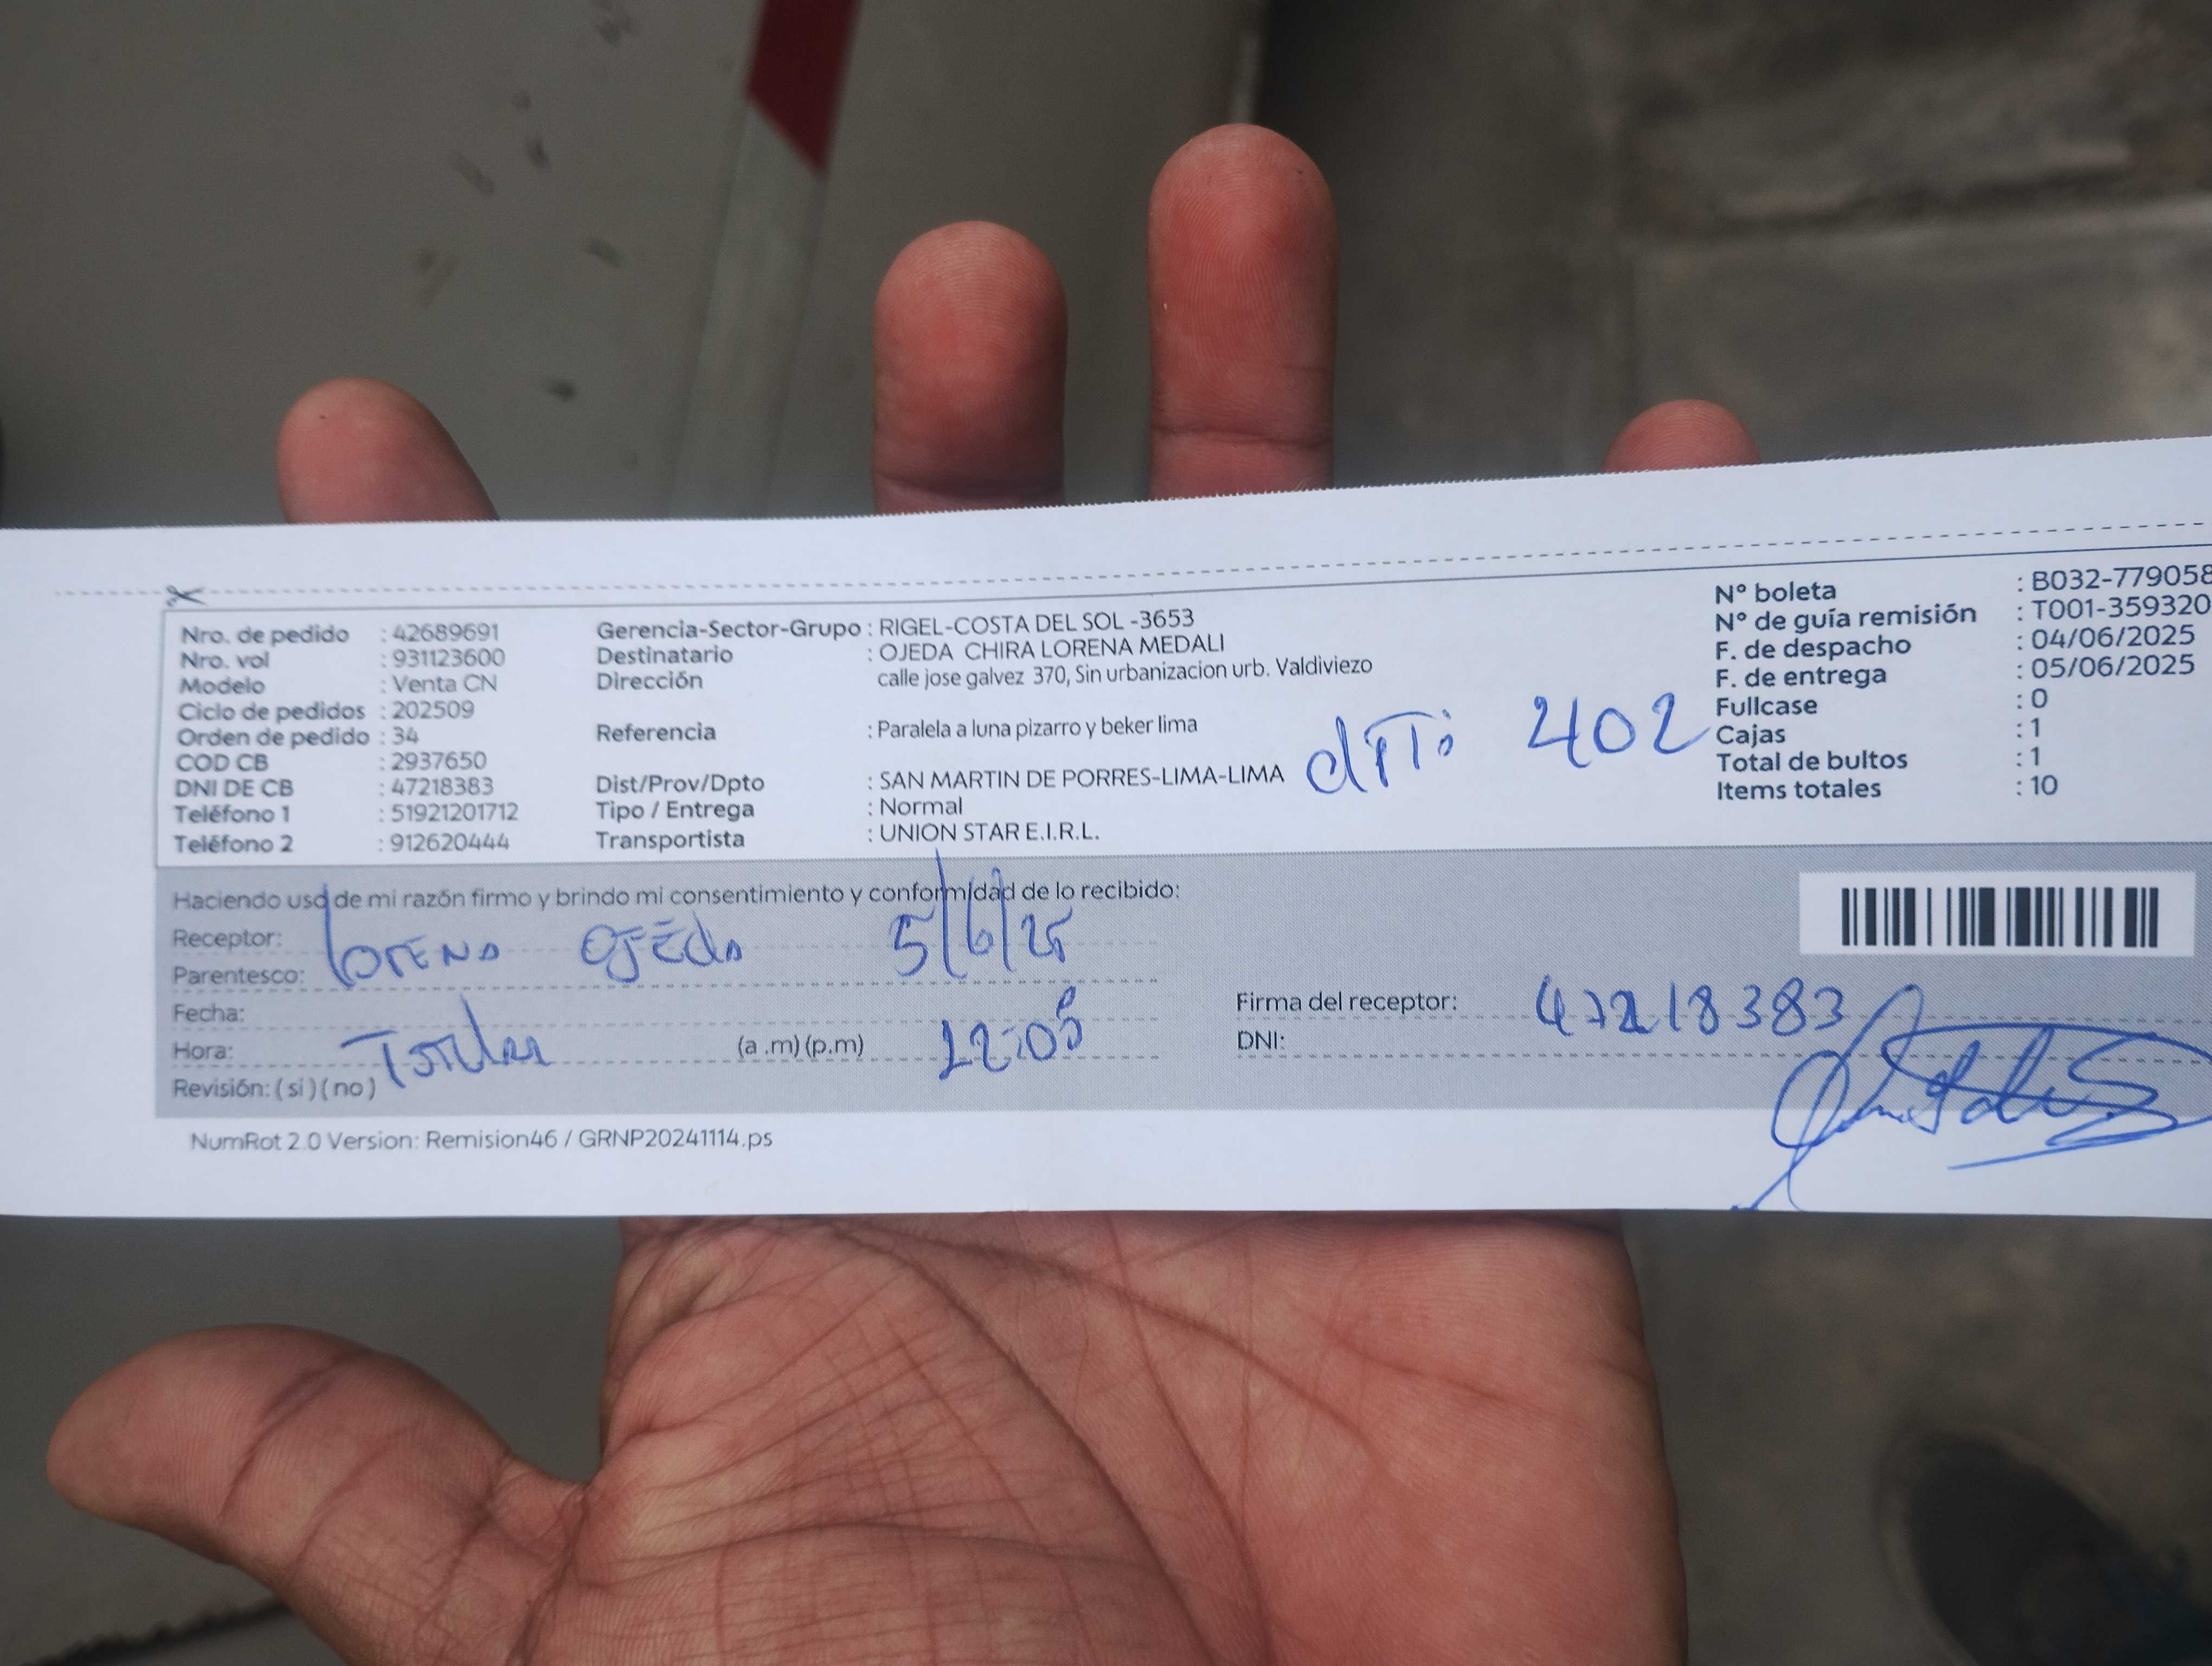 Nro. de pedido : 42689691
Nro. vol : 931123600
Modelo : Venta CN
Ciclo de pedidos : 202509
Orden de pedido : 34
COD CB : 2937650
DNI DE CB : 47218383
Teléfono 1 : 51921201712
Teléfono 2 : 912620444
Gerencia-Sector-Grupo : RIGEL-COSTA DEL SOL -3653
Destinatario : OJEDA CHIRA LORENA MEDALI
Dirección calle jose galvez 370, Sin urbanizacion urb. Valdiviezo
Referencia : Paralela a luna pizarro y beker lima
Dist/Prov/Dpto : SAN MARTIN DE PORRES-LIMA-LIMA
Tipo / Entrega : Normal
Transportista : UNION STAR E.I.R.L.
402
N° boleta : B032-779058
N° de guía remisión : T001-359320
F. de despacho : 04/06/2025
F. de entrega : 05/06/2025
Fullcase : 0
Cajas : 1
Total de bultos : 1
Items totales : 10
Haciendo uso de mi razón firmo y brindo mi consentimiento y conformidad de lo recibido:
Receptor:
Lorena Ojeda 5/6/25
Parentesco:
Fecha:
Hora: (a .m) (p.m)
Revisión: ( si ) ( no )
Firma del receptor: 47218383
DNI:
NumRot 2.0 Version: Remision46 / GRNP20241114.ps